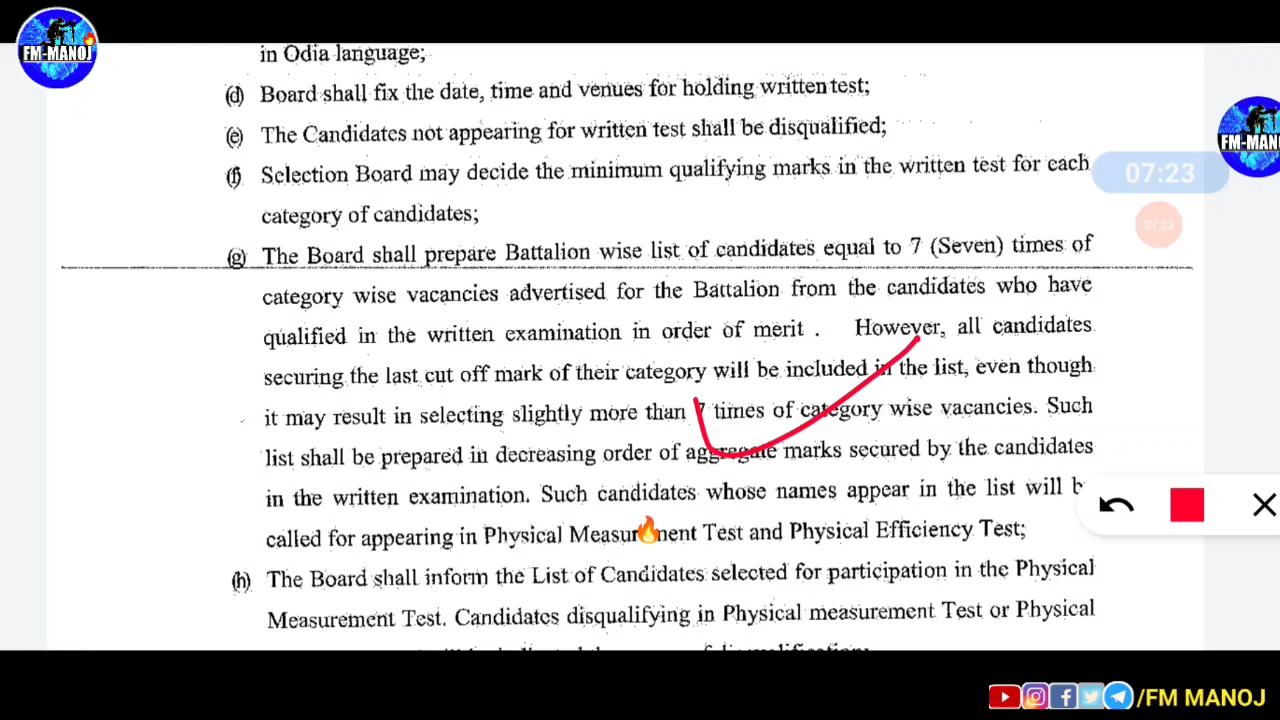 FM-MANOJ
in Odia language;
(d) Board shall fix the date, time and venues for holding written test;
(e) The Candidates not appearing for written test shall be disqualified;
(f) Selection Board may decide the minimum qualifying marks in the written test for each
category of candidates;
(g) The Board shall prepare Battalion wise list of candidates equal to 7 (Seven) times of
category wise vacancies advertised for the Battalion from the candidates who have
qualified in the written examination in order of merit . However, all candidates
securing the last cut off mark of their category will be included in the list, even though
it may result in selecting slightly more than 7 times of category wise vacancies. Such
list shall be prepared in decreasing order of aggregate marks secured by the candidates
in the written examination. Such candidates whose names appear in the list will b
called for appearing in Physical Measurement Test and Physical Efficiency Test;
(h) The Board shall inform the List of Candidates selected for participation in the Physical
Measurement Test. Candidates disqualifying in Physical measurement Test or Physical
07:23
07:23
FM-MANO
/FM MANOJ